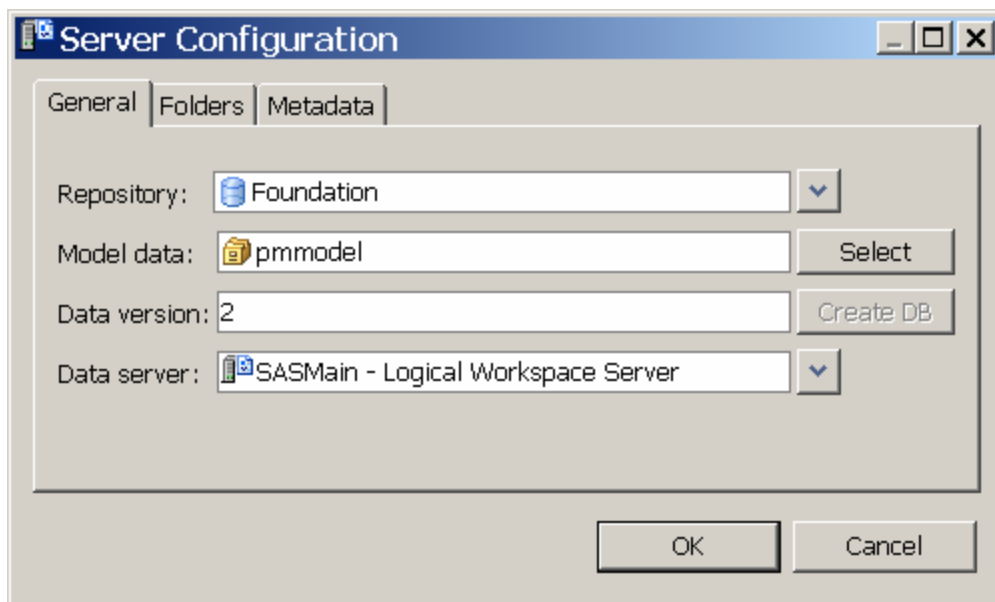 Server Configuration
General Folders Metadata
Repository: Foundation
Model data: pmmodel Select
Data version: 2 Create DB
Data server: SASMain - Logical Workspace Server
OK Cancel